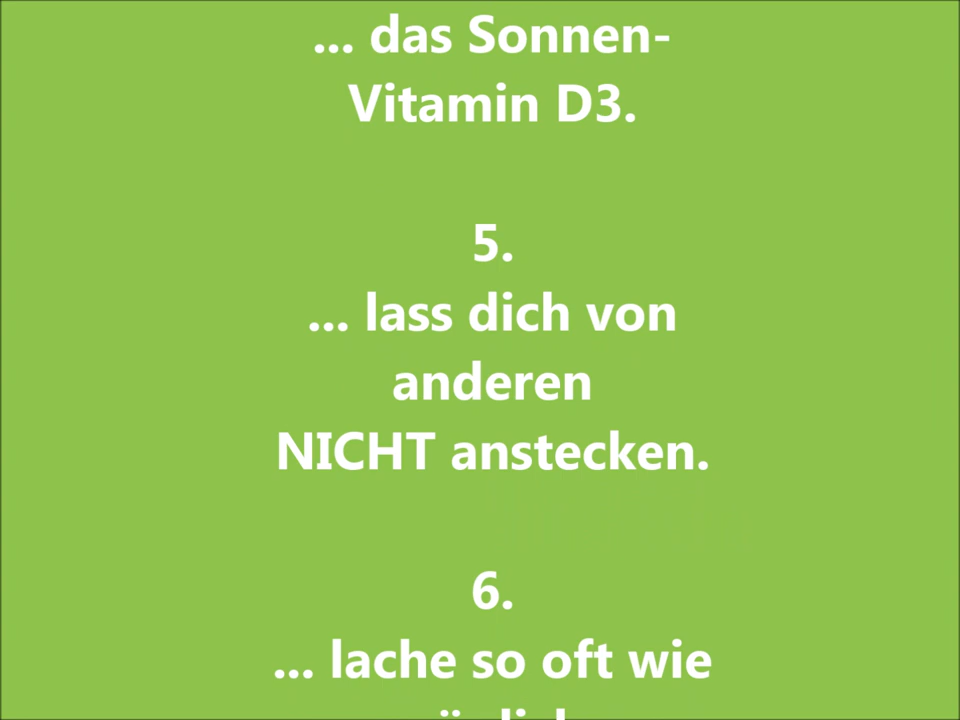 ... das Sonnen-
Vitamin D3.
5.
... lass dich von
anderen
NICHT anstecken.
6.
... lache so oft wie